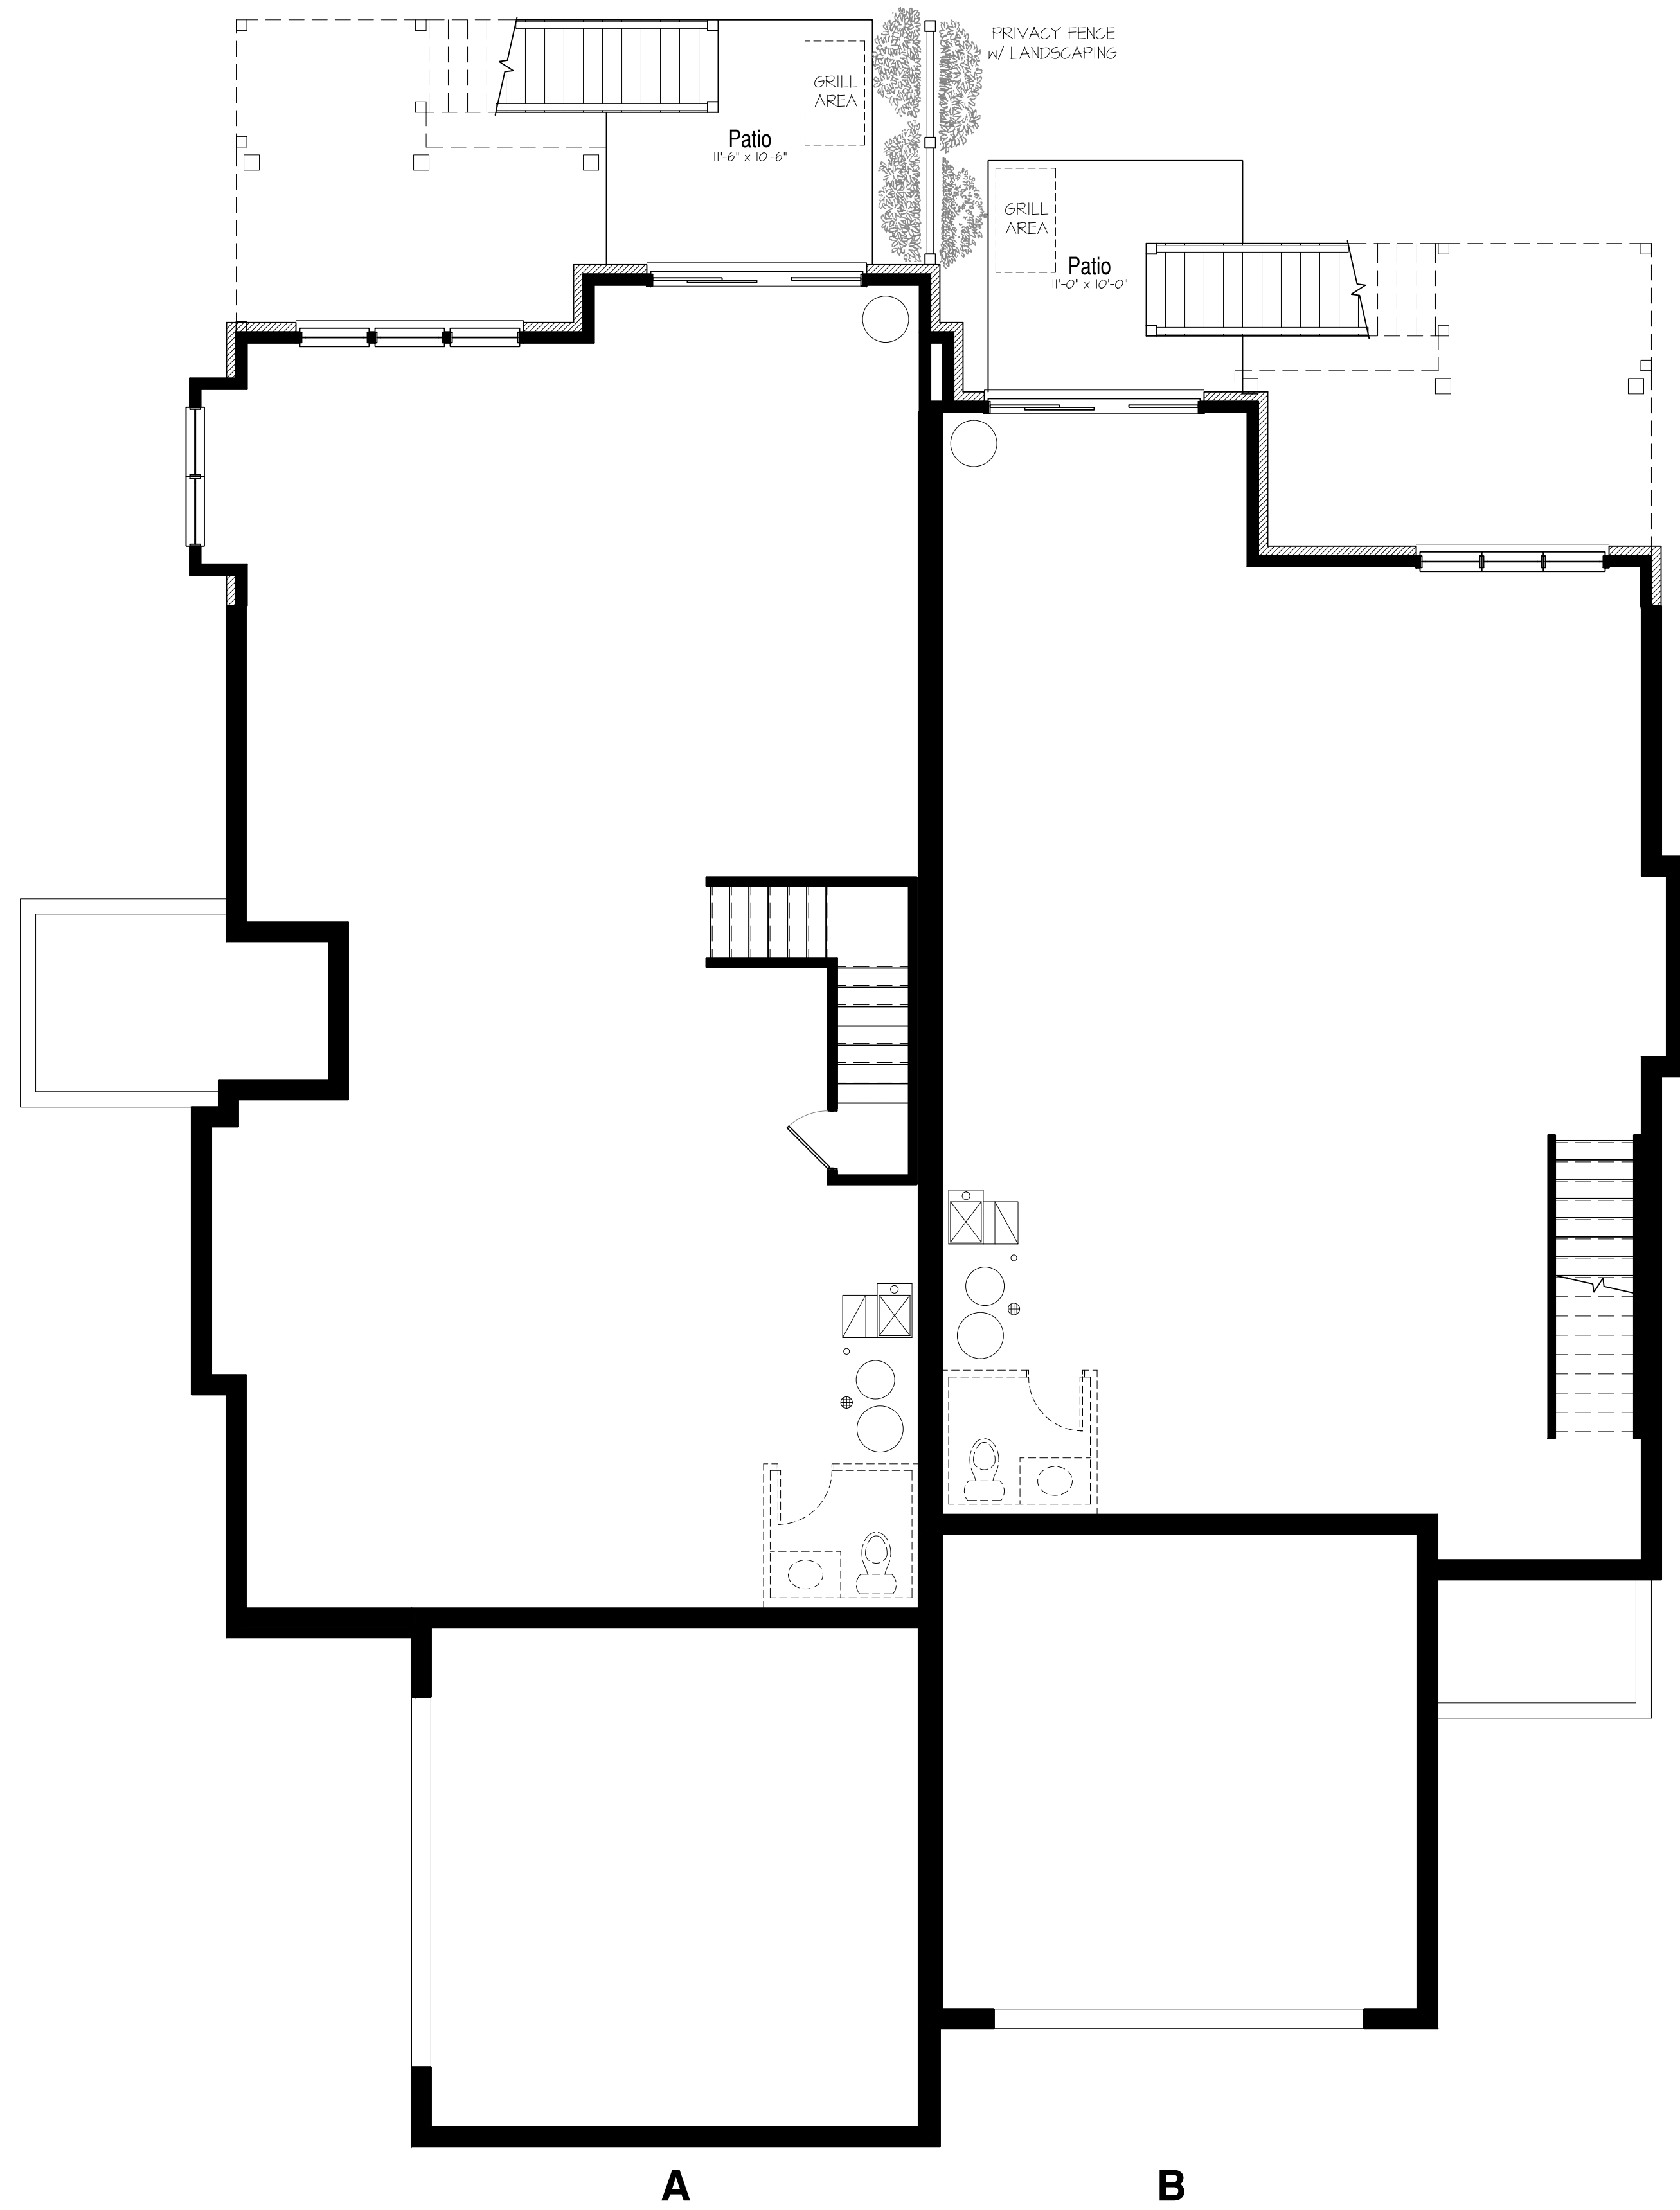 PRIVACY FENCE
w/ LANDSCAPING
GRILL
AREA
Patio
11'-6" x 10'-6"
GRILL
AREA
Patio
11'-0" x 10'-0"
A
B